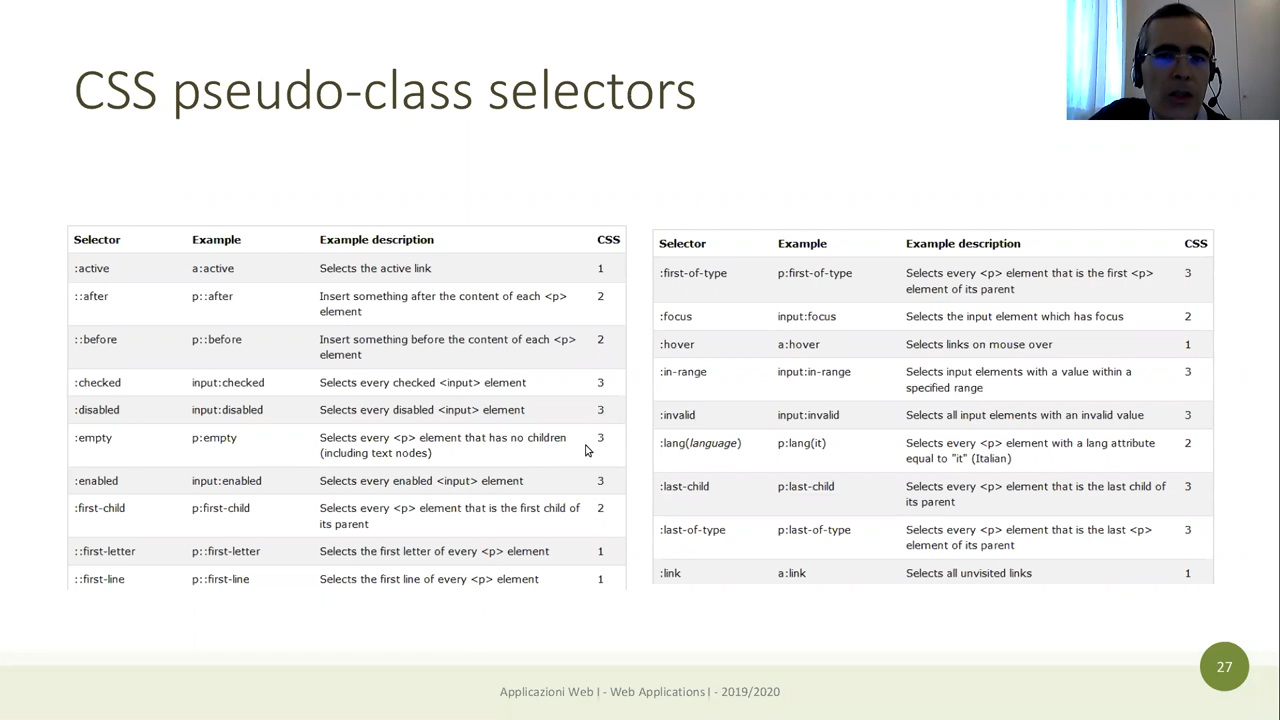 CSS pseudo-class selectors
Selector Example Example description CSS
:active a:active Selects the active link 1
::after p::after Insert something after the content of each <p> 2
element
::before p::before Insert something before the content of each <p> 2
element
:checked input:checked Selects every checked <input> element 3
:disabled input:disabled Selects every disabled <input> element 3
:empty p:empty Selects every <p> element that has no children 3
(including text nodes)
:enabled input:enabled Selects every enabled <input> element 3
:first-child p:first-child Selects every <p> element that is the first child of 2
its parent
::first-letter p::first-letter Selects the first letter of every <p> element 1
::first-line p::first-line Selects the first line of every <p> element 1
Selector Example Example description CSS
:first-of-type p:first-of-type Selects every <p> element that is the first <p> 3
element of its parent
:focus input:focus Selects the input element which has focus 2
:hover a:hover Selects links on mouse over 1
:in-range input:in-range Selects input elements with a value within a 3
specified range
:invalid input:invalid Selects all input elements with an invalid value 3
:lang(language) p:lang(it) Selects every <p> element with a lang attribute 2
equal to "it" (Italian)
:last-child p:last-child Selects every <p> element that is the last child of 3
its parent
:last-of-type p:last-of-type Selects every <p> element that is the last <p> 3
element of its parent
:link a:link Selects all unvisited links 1
Applicazioni Web I - Web Applications I - 2019/2020
27